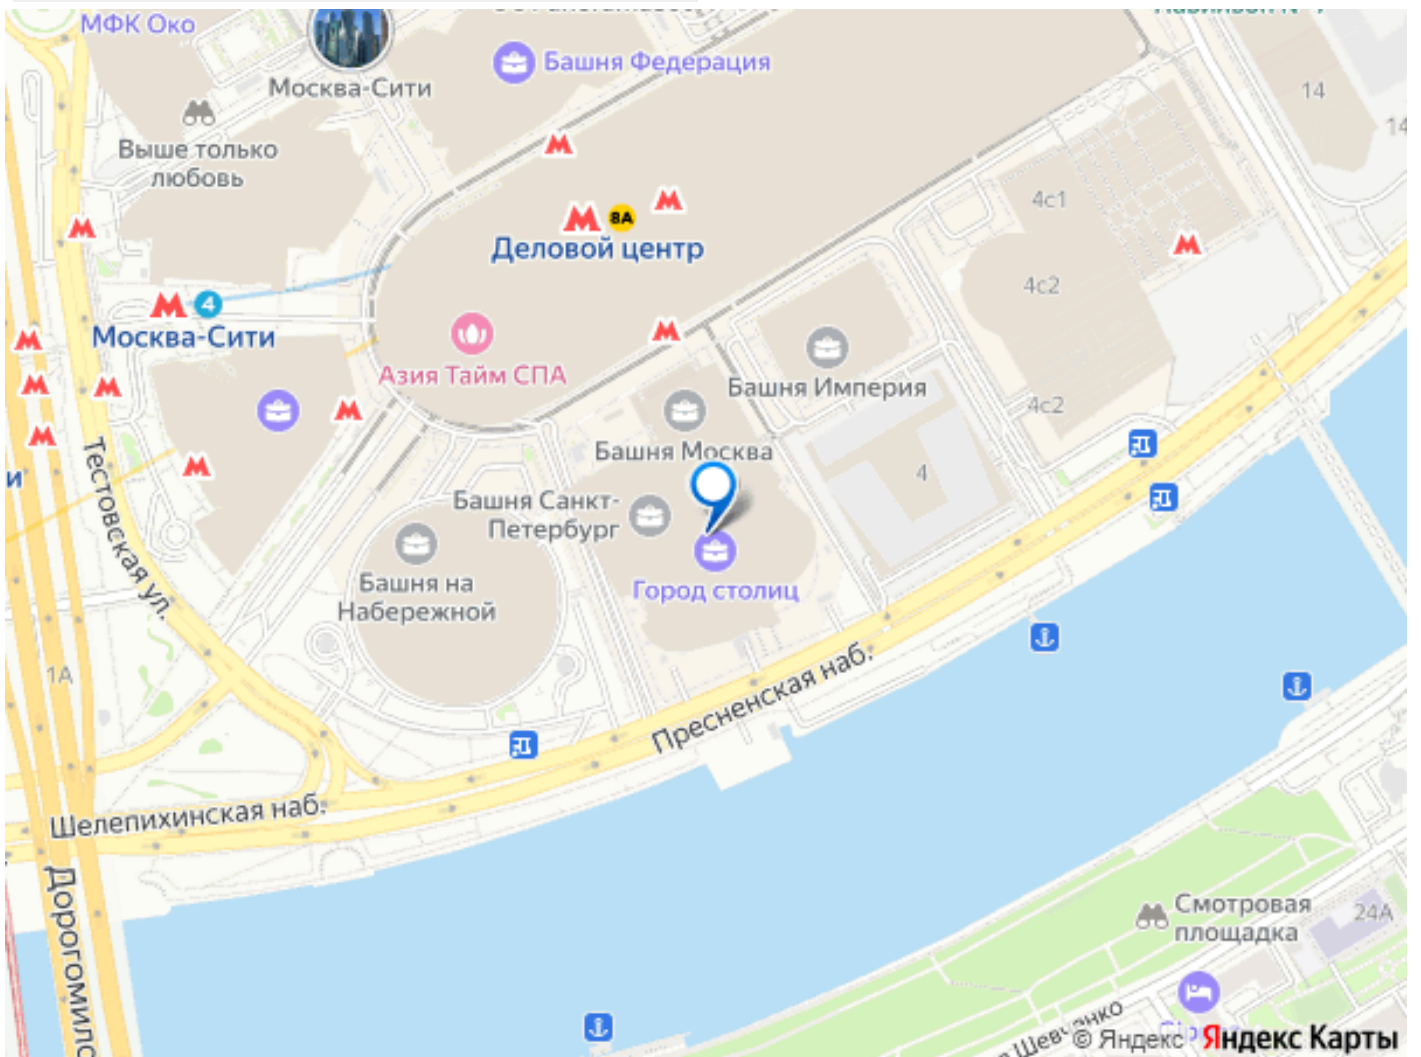 МФК Око
Башня Федерация
Москва-Сити
14
14
Выше только
любовь
4с1
8А
Деловой центр
4с2
4
Москва-Сити
Азия Тайм СПА
Башня Империя
4с2
Башня Москва
Тестовская ул.
и
4
Башня Санкт-
Петербург
Башня на
Набережной
Город столиц
1А
Пресненская наб.
Шелепихинская наб.
Дорогомило
Смотровая
площадка
24А
Шевченко
© Яндекс Яндекс Карты